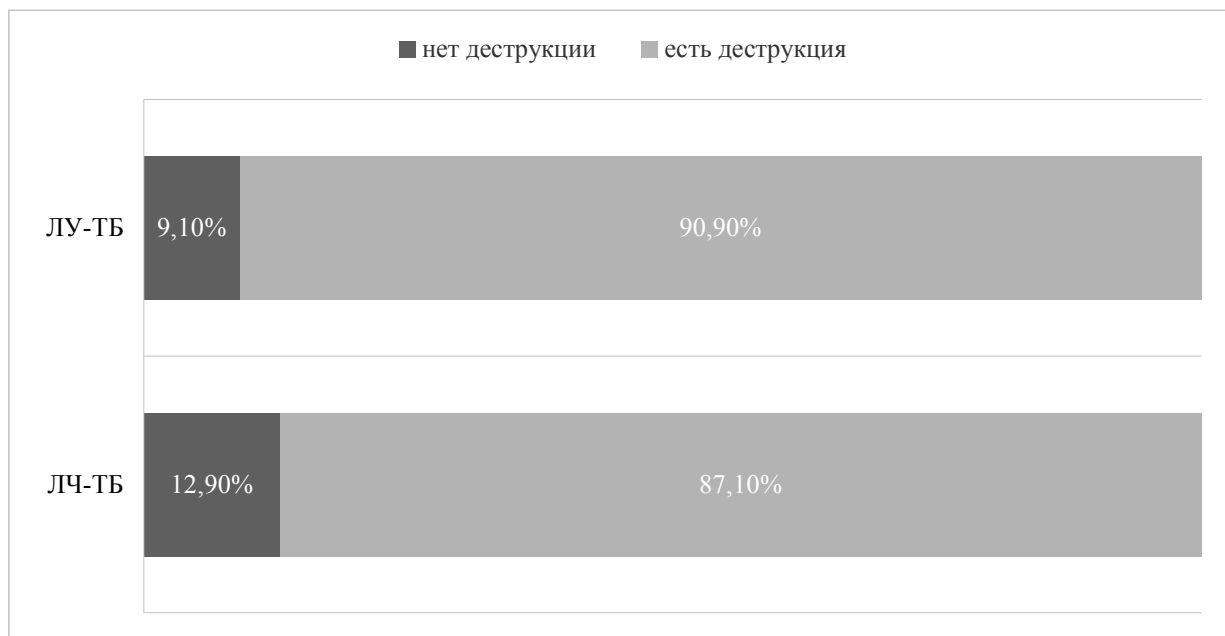 нет деструкции есть деструкция
ЛУ-ТБ 9,10% 90,90%
ЛЧ-ТБ 12,90% 87,10%